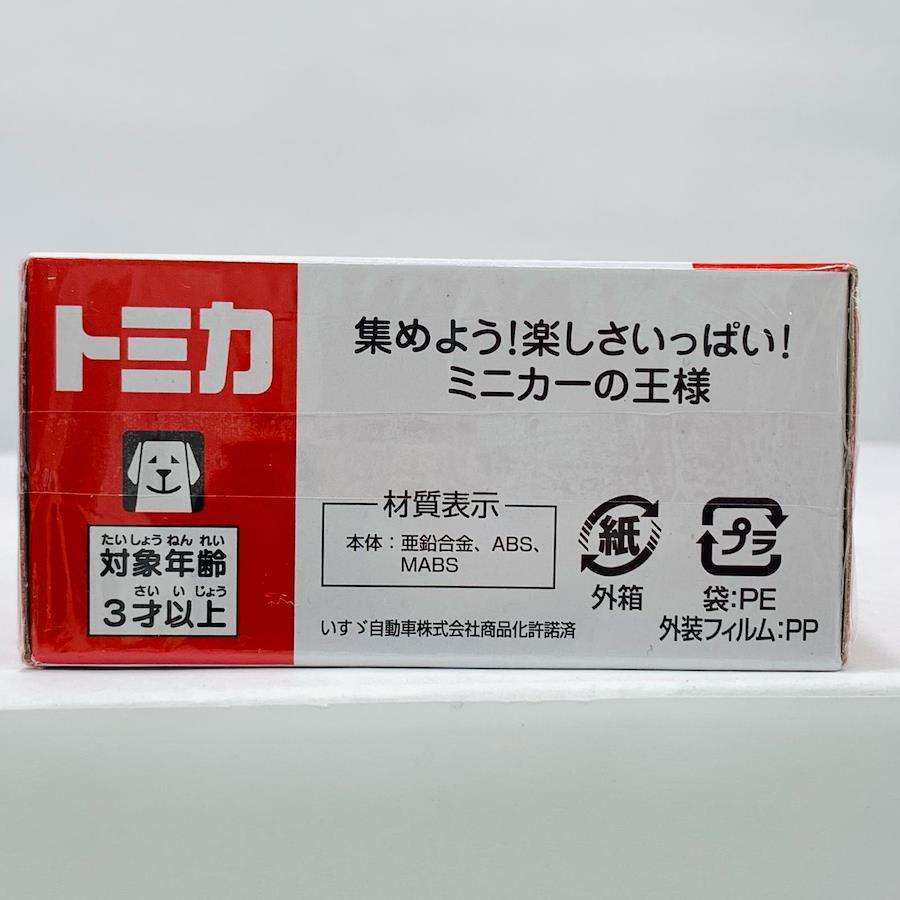 トミカ
集めよう!楽しさいっぱい!
ミニカーの王様
たいしょうねんれい
対象年齢
さいいじょう
3才以上
材質表示
本体:亜鉛合金、ABS、
MABS
いすゞ自動車株式会社商品化許諾済
紙
外箱
プラ
袋:PE
外装フィルム:PP